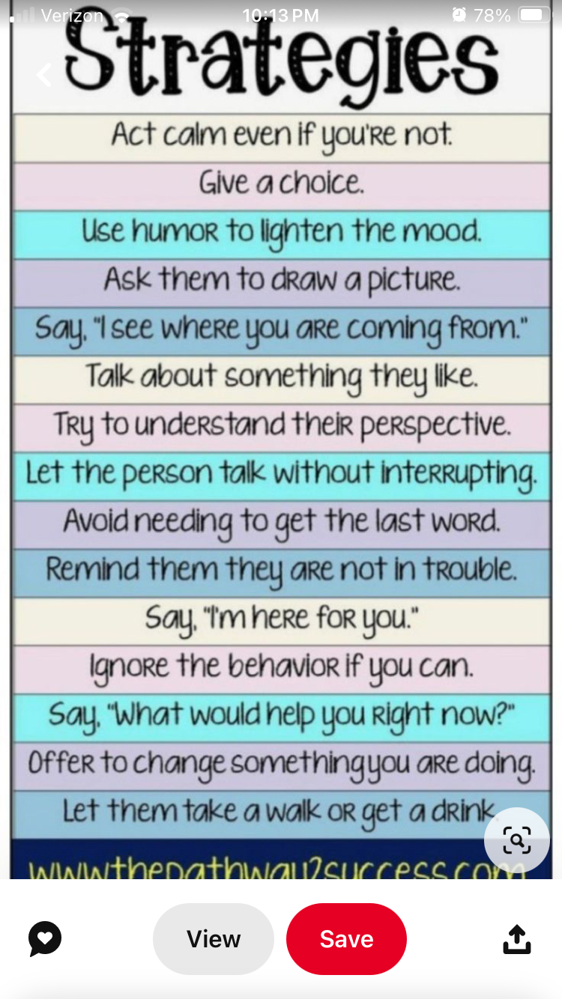 Verizon
10:13 PM
78%
Strategies
Act calm even if you're not.
Give a choice.
Use humor to lighten the mood.
Ask them to draw a picture.
Say, "I see where you are coming from."
Talk about something they like.
Try to understand their perspective.
Let the person talk without interrupting.
Avoid needing to get the last word.
Remind them they are not in trouble.
Say, "I'm here for you."
Ignore the behavior if you can.
Say, "What would help you right now?"
Offer to change something you are doing.
Let them take a walk or get a drink.
www.thepathway2success.com
View
Save